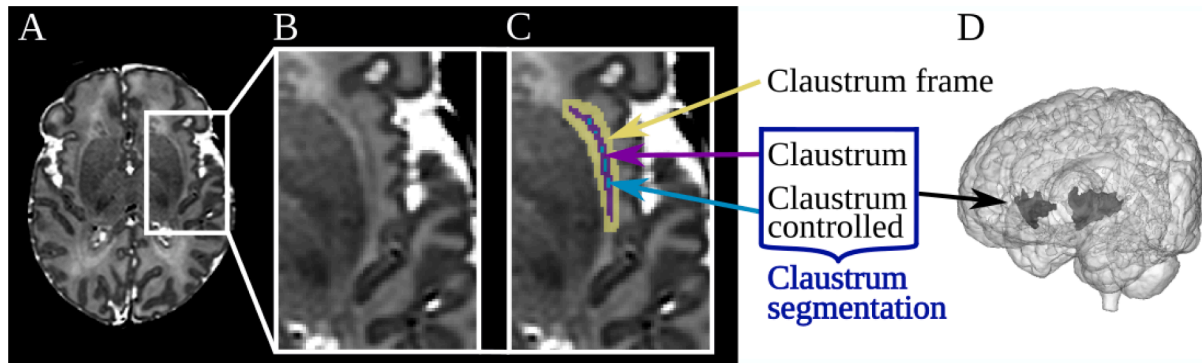 A
B
C
D
Claustrum frame
Claustrum
Claustrum
controlled
Claustrum
segmentation